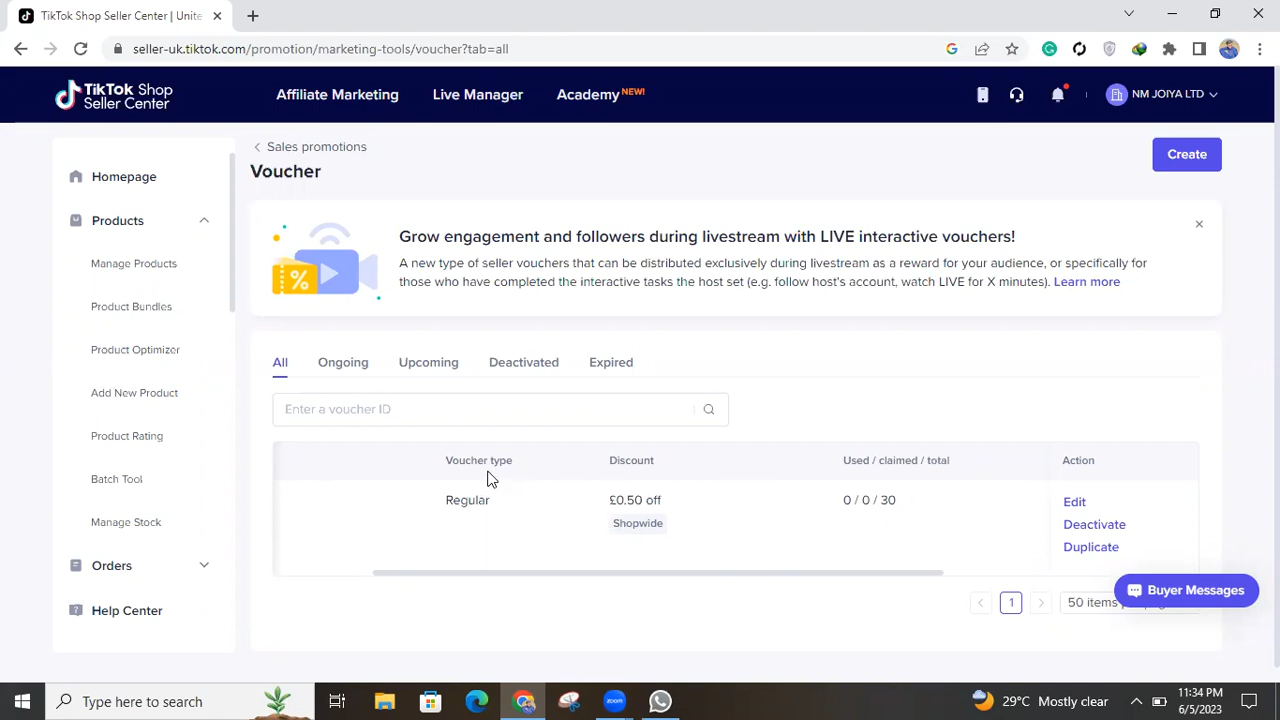 TikTok Shop Seller Center | Unite
seller-uk.tiktok.com/promotion/marketing-tools/voucher?tab=all
TikTok Shop
Seller Center
Affiliate Marketing
Live Manager
Academy NEW!
NM JOIYA LTD
Homepage
Products
Manage Products
Product Bundles
Product Optimizer
Add New Product
Product Rating
Batch Tool
Manage Stock
Orders
Help Center
Sales promotions
Voucher
Create
Grow engagement and followers during livestream with LIVE interactive vouchers!
A new type of seller vouchers that can be distributed exclusively during livestream as a reward for your audience, or specifically for
those who have completed the interactive tasks the host set (e.g. follow host's account, watch LIVE for X minutes). Learn more
All Ongoing Upcoming Deactivated Expired
Enter a voucher ID
Voucher type Discount Used / claimed / total Action
Regular £0.50 off 0 / 0 / 30 Edit
Shopwide Deactivate
Duplicate
Buyer Messages
1 50 items
Type here to search
zoom
29°C Mostly clear
11:34 PM
6/5/2023